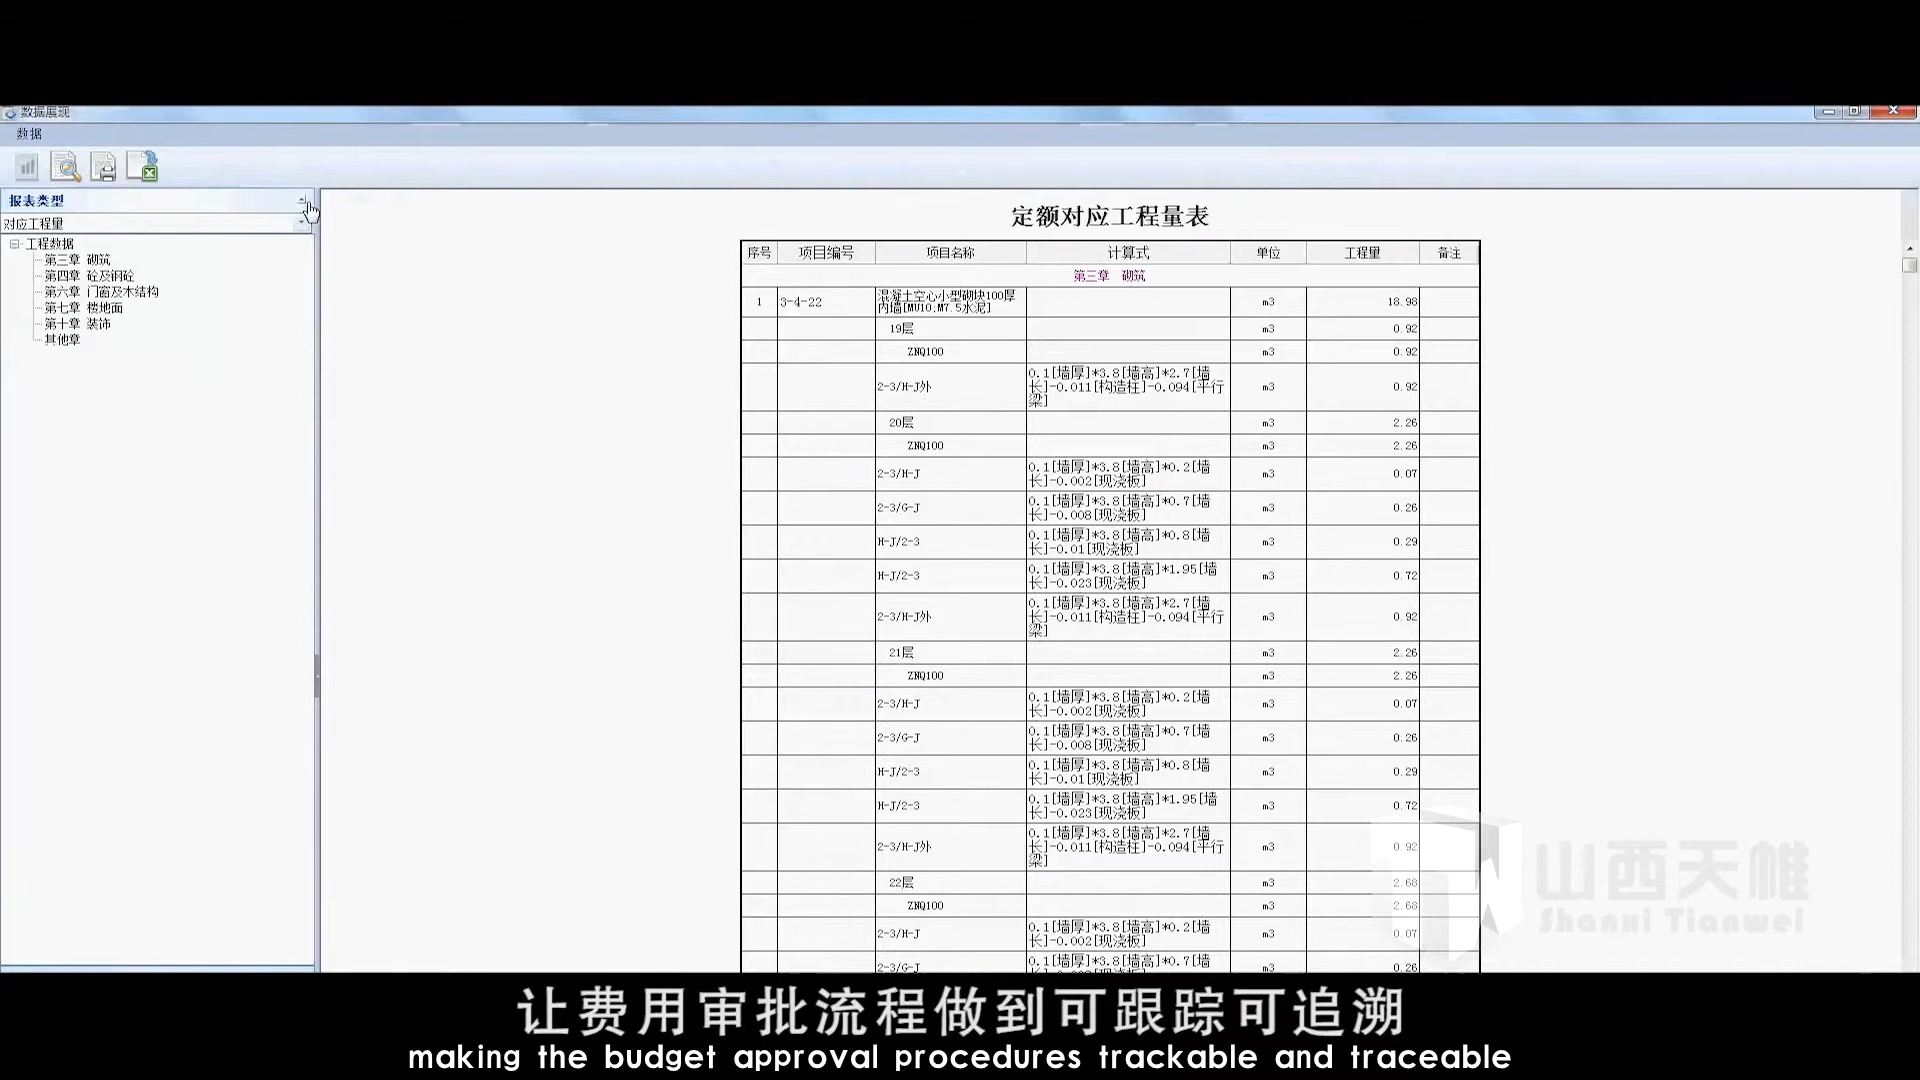 数据展现
数据
报表类型
对应工程量
工程数据
第三章 砌筑
第四章 砼及钢砼
第六章 门窗及木结构
第七章 楼地面
第十章 装饰
其他章
定额对应工程量表
序号 项目编号 项目名称 计算式 单位 工程量 备注
第三章 砌筑
1 3-4-22 混凝土空心小型砌块100厚内墙[MU10;M7.5水泥] m3 18.98
19层 m3 0.92
ZNQ100 m3 0.92
2-3/H-J外 0.1[墙厚]*3.8[墙高]*2.7[墙长]-0.011[构造柱]-0.094[平行梁] m3 0.92
20层 m3 2.26
ZNQ100 m3 2.26
2-3/H-J 0.1[墙厚]*3.8[墙高]*0.2[墙长]-0.002[现浇板] m3 0.07
2-3/G-J 0.1[墙厚]*3.8[墙高]*0.7[墙长]-0.008[现浇板] m3 0.26
H-J/2-3 0.1[墙厚]*3.8[墙高]*0.8[墙长]-0.01[现浇板] m3 0.29
H-J/2-3 0.1[墙厚]*3.8[墙高]*1.95[墙长]-0.023[现浇板] m3 0.72
2-3/H-J外 0.1[墙厚]*3.8[墙高]*2.7[墙长]-0.011[构造柱]-0.094[平行梁] m3 0.92
21层 m3 2.26
ZNQ100 m3 2.26
2-3/H-J 0.1[墙厚]*3.8[墙高]*0.2[墙长]-0.002[现浇板] m3 0.07
2-3/G-J 0.1[墙厚]*3.8[墙高]*0.7[墙长]-0.008[现浇板] m3 0.26
H-J/2-3 0.1[墙厚]*3.8[墙高]*0.8[墙长]-0.01[现浇板] m3 0.29
H-J/2-3 0.1[墙厚]*3.8[墙高]*1.95[墙长]-0.023[现浇板] m3 0.72
2-3/H-J外 0.1[墙厚]*3.8[墙高]*2.7[墙长]-0.011[构造柱]-0.094[平行梁] m3 0.92
22层 m3 2.68
ZNQ100 m3 2.68
2-3/H-J 0.1[墙厚]*3.8[墙高]*0.2[墙长]-0.002[现浇板] m3 0.07
2-3/G-J 0.1[墙厚]*3.8[墙高]*0.7[墙 m3 0.26
山西天帷
Shanxi Tianwei
让费用审批流程做到可跟踪可追溯
making the budget approval procedures trackable and traceable